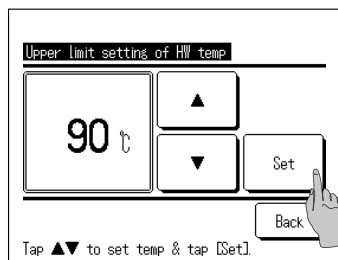 Upper limit setting of HW temp
▲
90 ℃
▼
Set
Back
Tap ▲▼ to set temp & tap [Set].